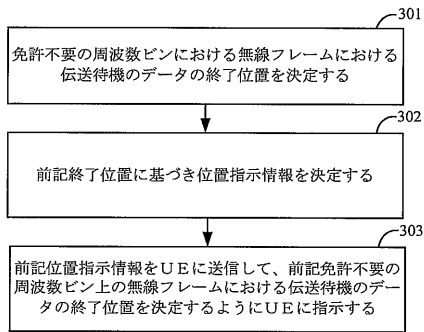 301
免許不要の周波数ビンにおける無線フレームにおける
伝送待機のデータの終了位置を決定する
302
前記終了位置に基づき位置指示情報を決定する
303
前記位置指示情報をUEに送信して、前記免許不要の
周波数ビン上の無線フレームにおける伝送待機のデ
ータの終了位置を決定するようにUEに指示する